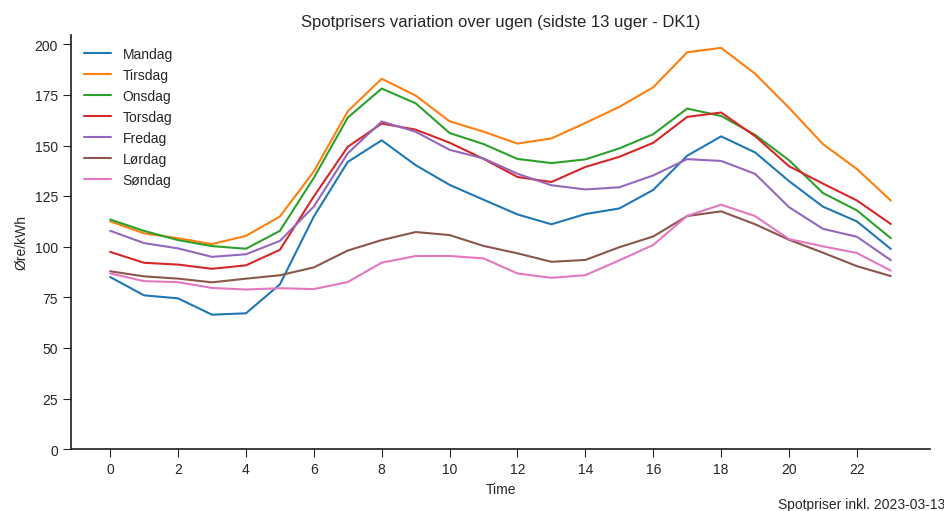 Spotprisers variation over ugen (sidste 13 uger - DK1)
Mandag
Tirsdag
Onsdag
Torsdag
Fredag
Lørdag
Søndag
Øre/kWh
200
175
150
125
100
75
50
25
0
0 2 4 6 8 10 12 14 16 18 20 22
Time
Spotpriser inkl. 2023-03-13